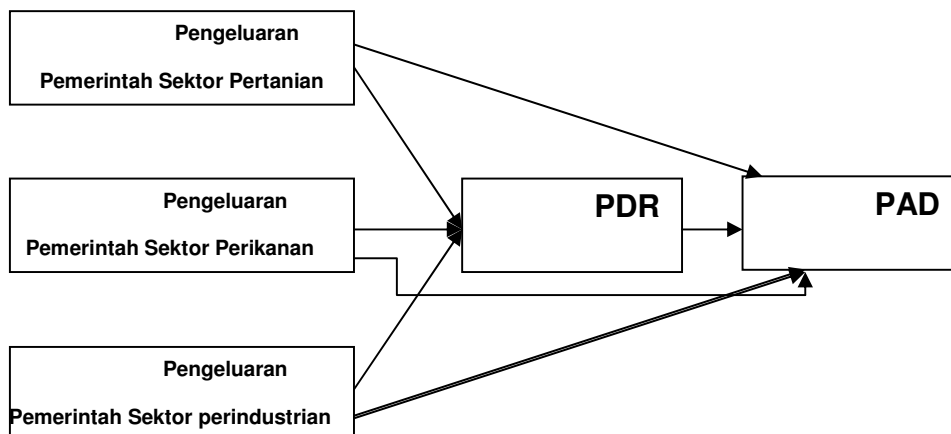 Pengeluaran
Pemerintah Sektor Pertanian
Pengeluaran
Pemerintah Sektor Perikanan
PDR
PAD
Pengeluaran
Pemerintah Sektor perindustrian